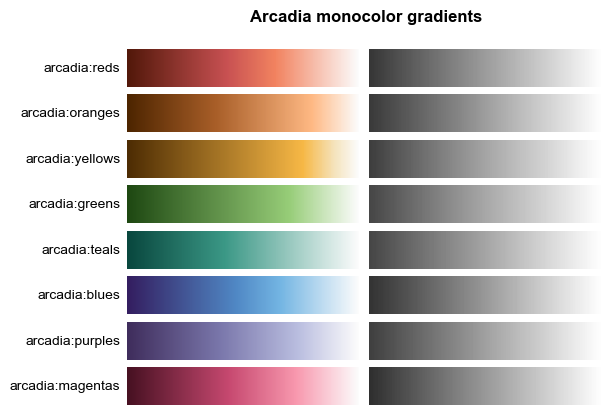 Arcadia monocolor gradients
arcadia:reds
arcadia:oranges
arcadia:yellows
arcadia:greens
arcadia:teals
arcadia:blues
arcadia:purples
arcadia:magentas